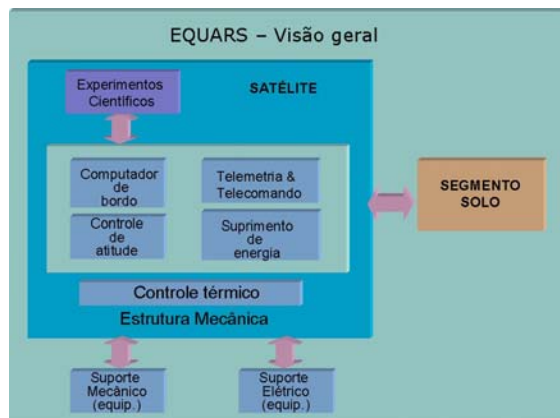 EQUARS – Visão geral
Experimentos
Científicos
SATÉLITE
Computador
de
bordo
Telemetria &
Telecomando
Controle
de
atitude
Suprimento
de
energia
SEGMENTO
SOLO
Controle térmico
Estrutura Mecânica
Suporte
Mecânico
(equip.)
Suporte
Elétrico
(equip.)